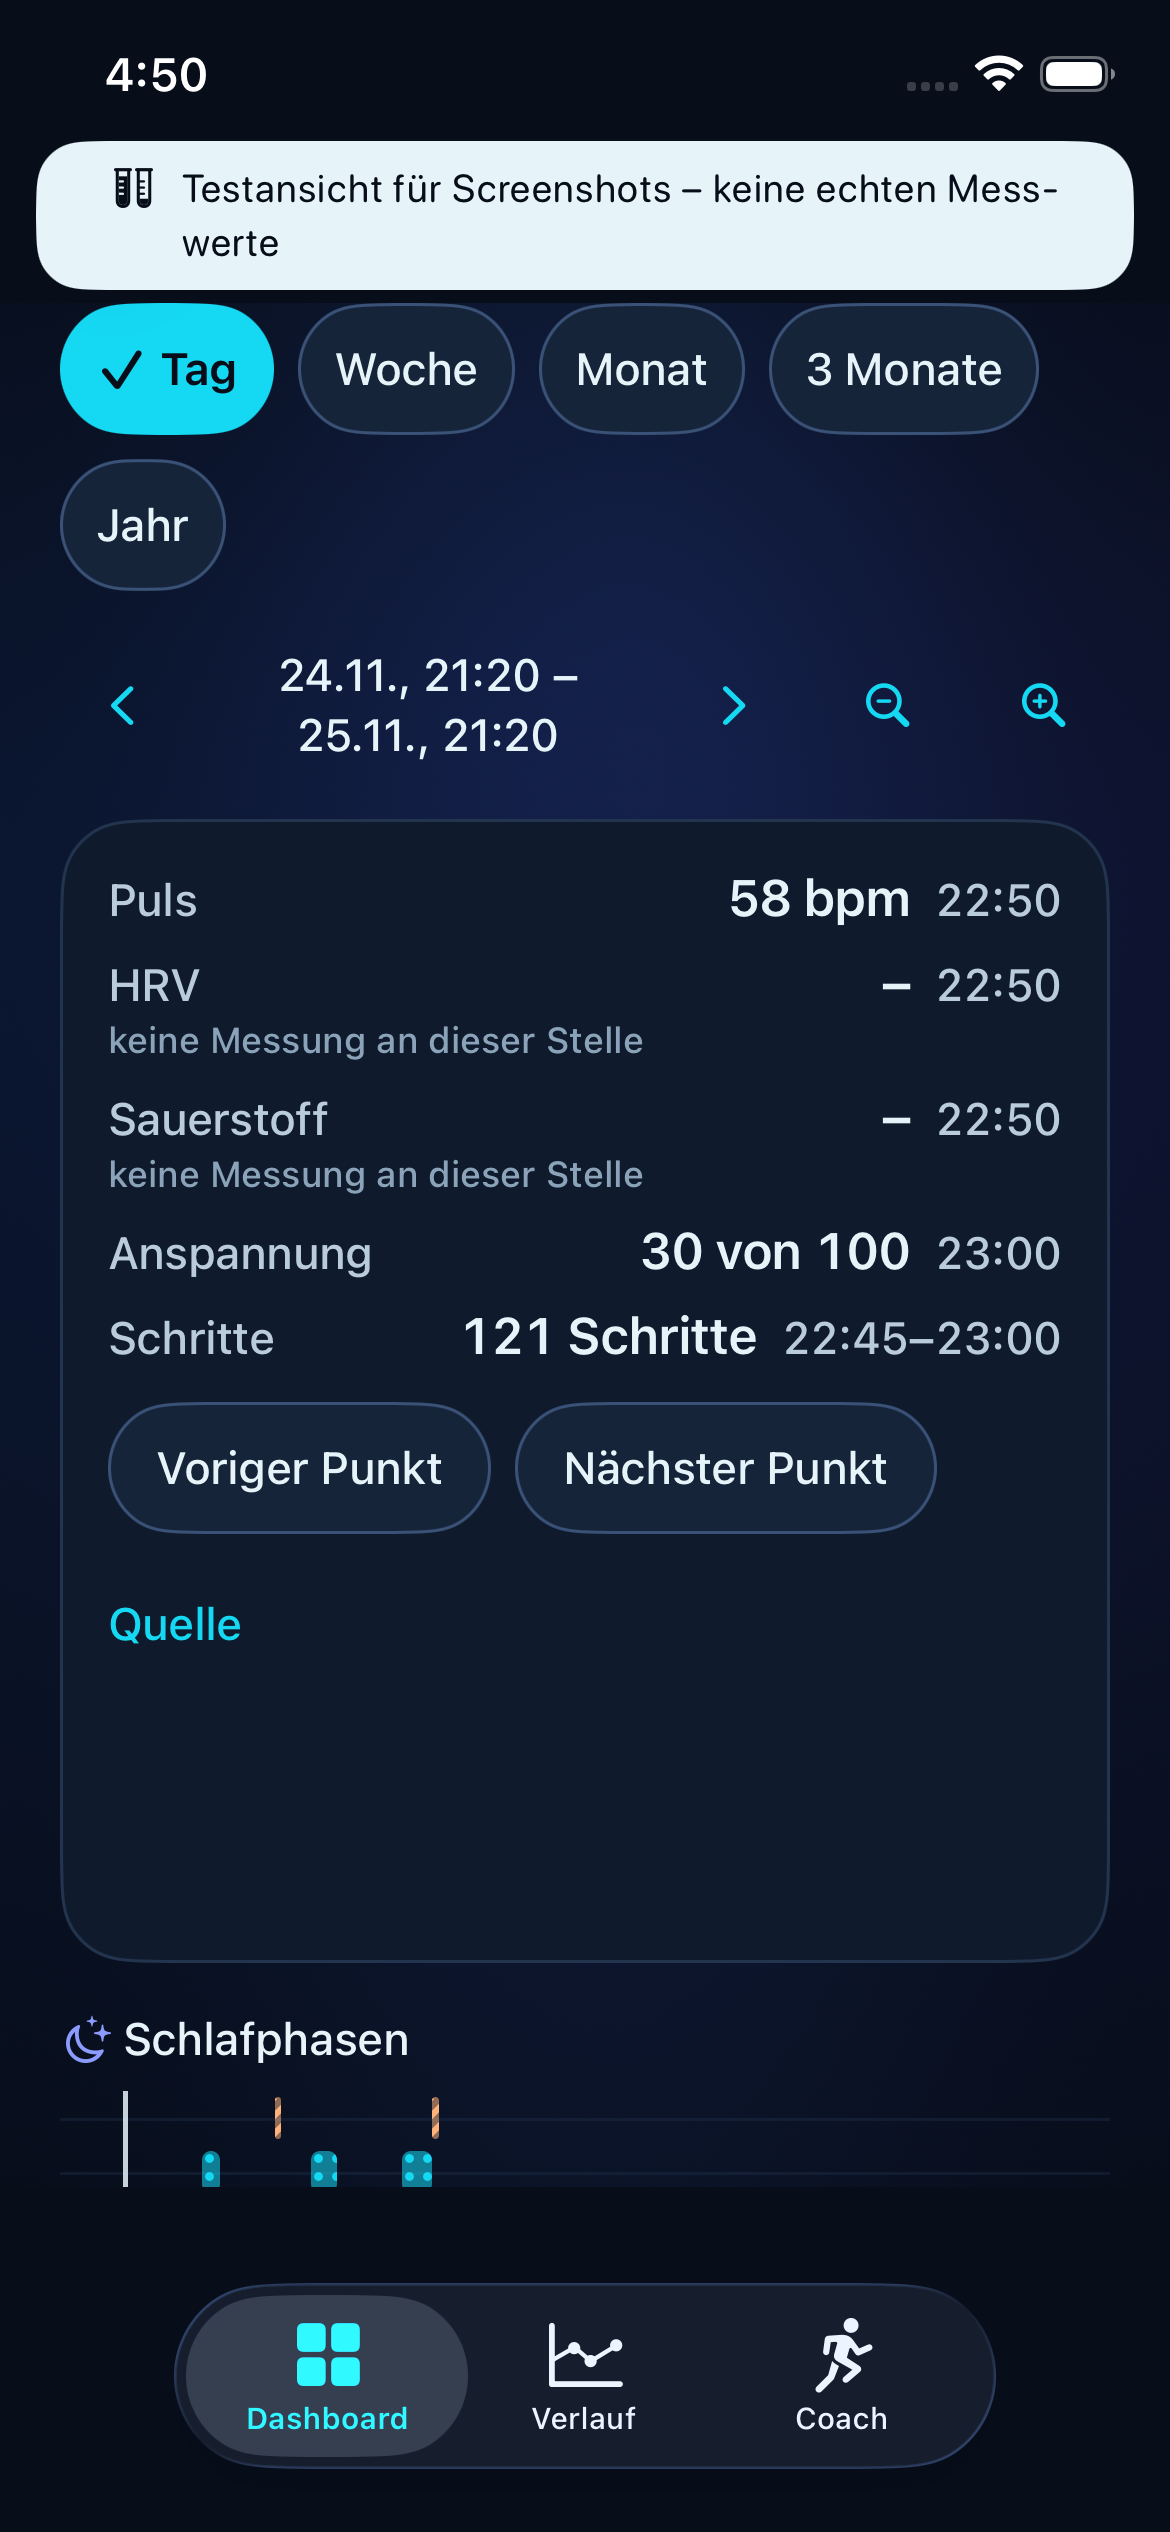 4:50
Testansicht für Screenshots – keine echten Mess-
werte
Tag
Woche
Monat
3 Monate
Jahr
24.11., 21:20 –
25.11., 21:20
Puls 58 bpm 22:50
HRV – 22:50
keine Messung an dieser Stelle
Sauerstoff – 22:50
keine Messung an dieser Stelle
Anspannung 30 von 100 23:00
Schritte 121 Schritte 22:45–23:00
Voriger Punkt
Nächster Punkt
Quelle
Schlafphasen
Dashboard
Verlauf
Coach